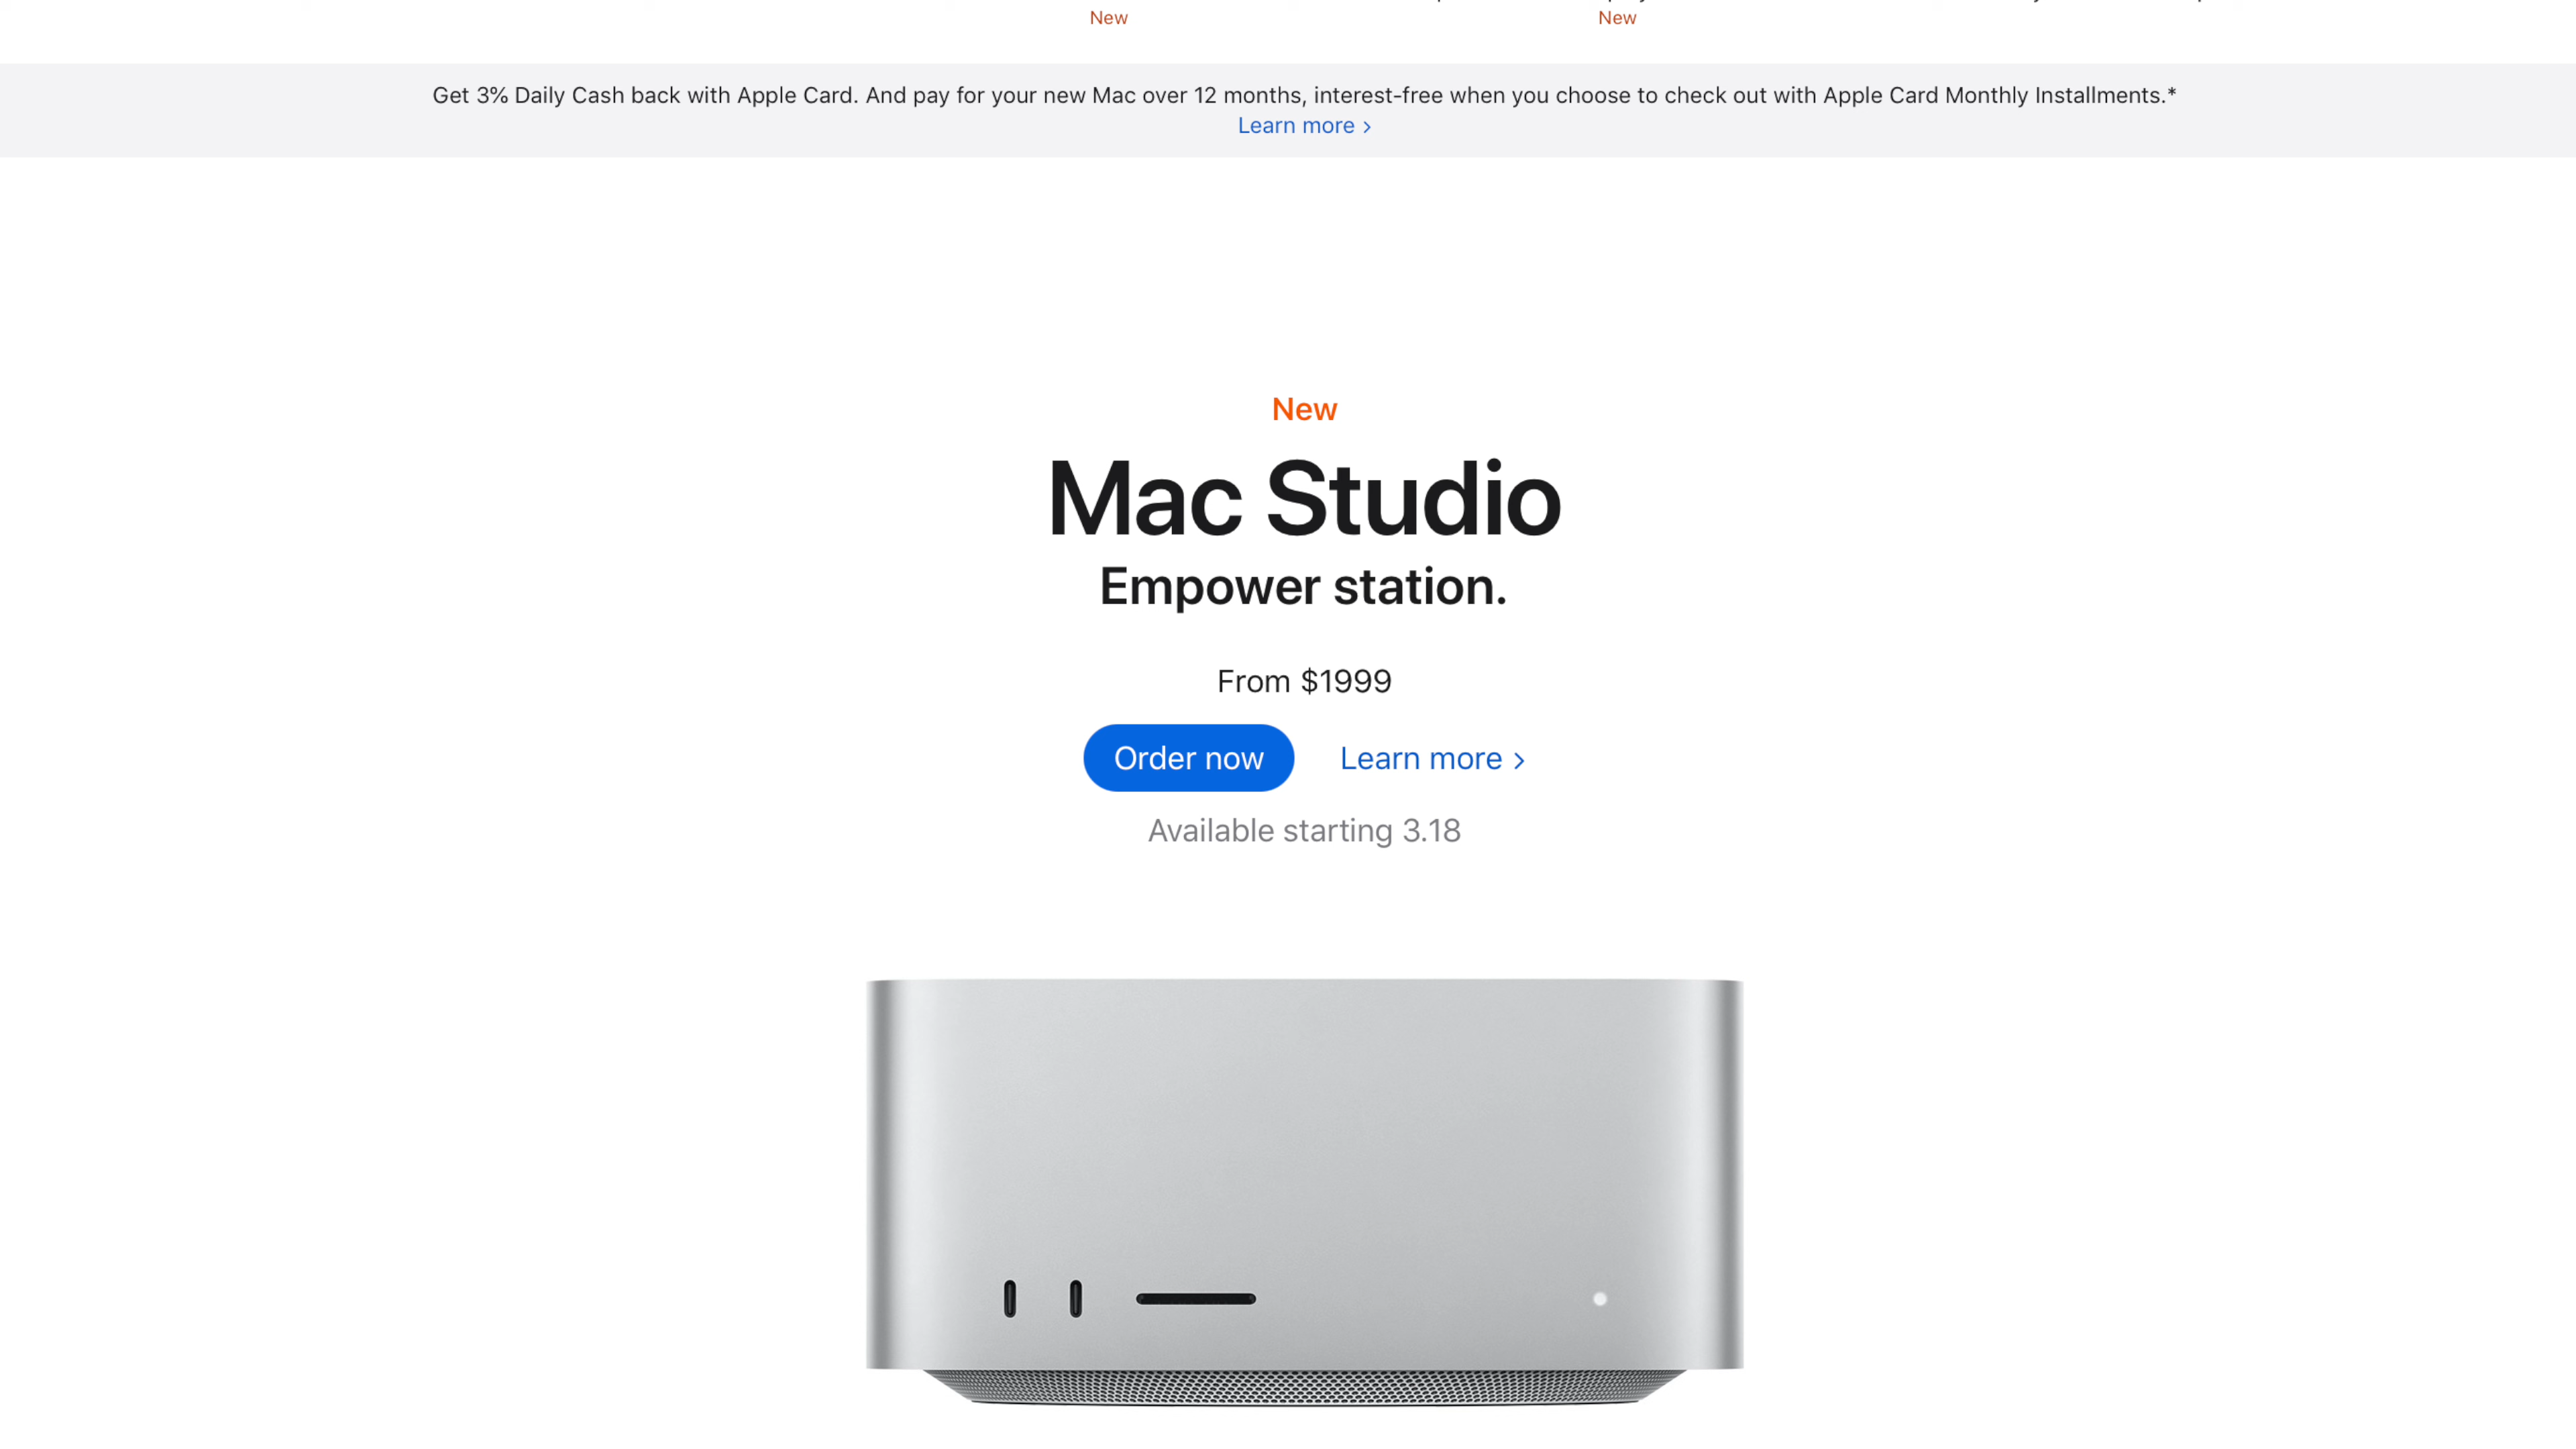 New
New
Get 3% Daily Cash back with Apple Card. And pay for your new Mac over 12 months, interest-free when you choose to check out with Apple Card Monthly Installments.*
Learn more >
New
Mac Studio
Empower station.
From $1999
Order now
Learn more >
Available starting 3.18